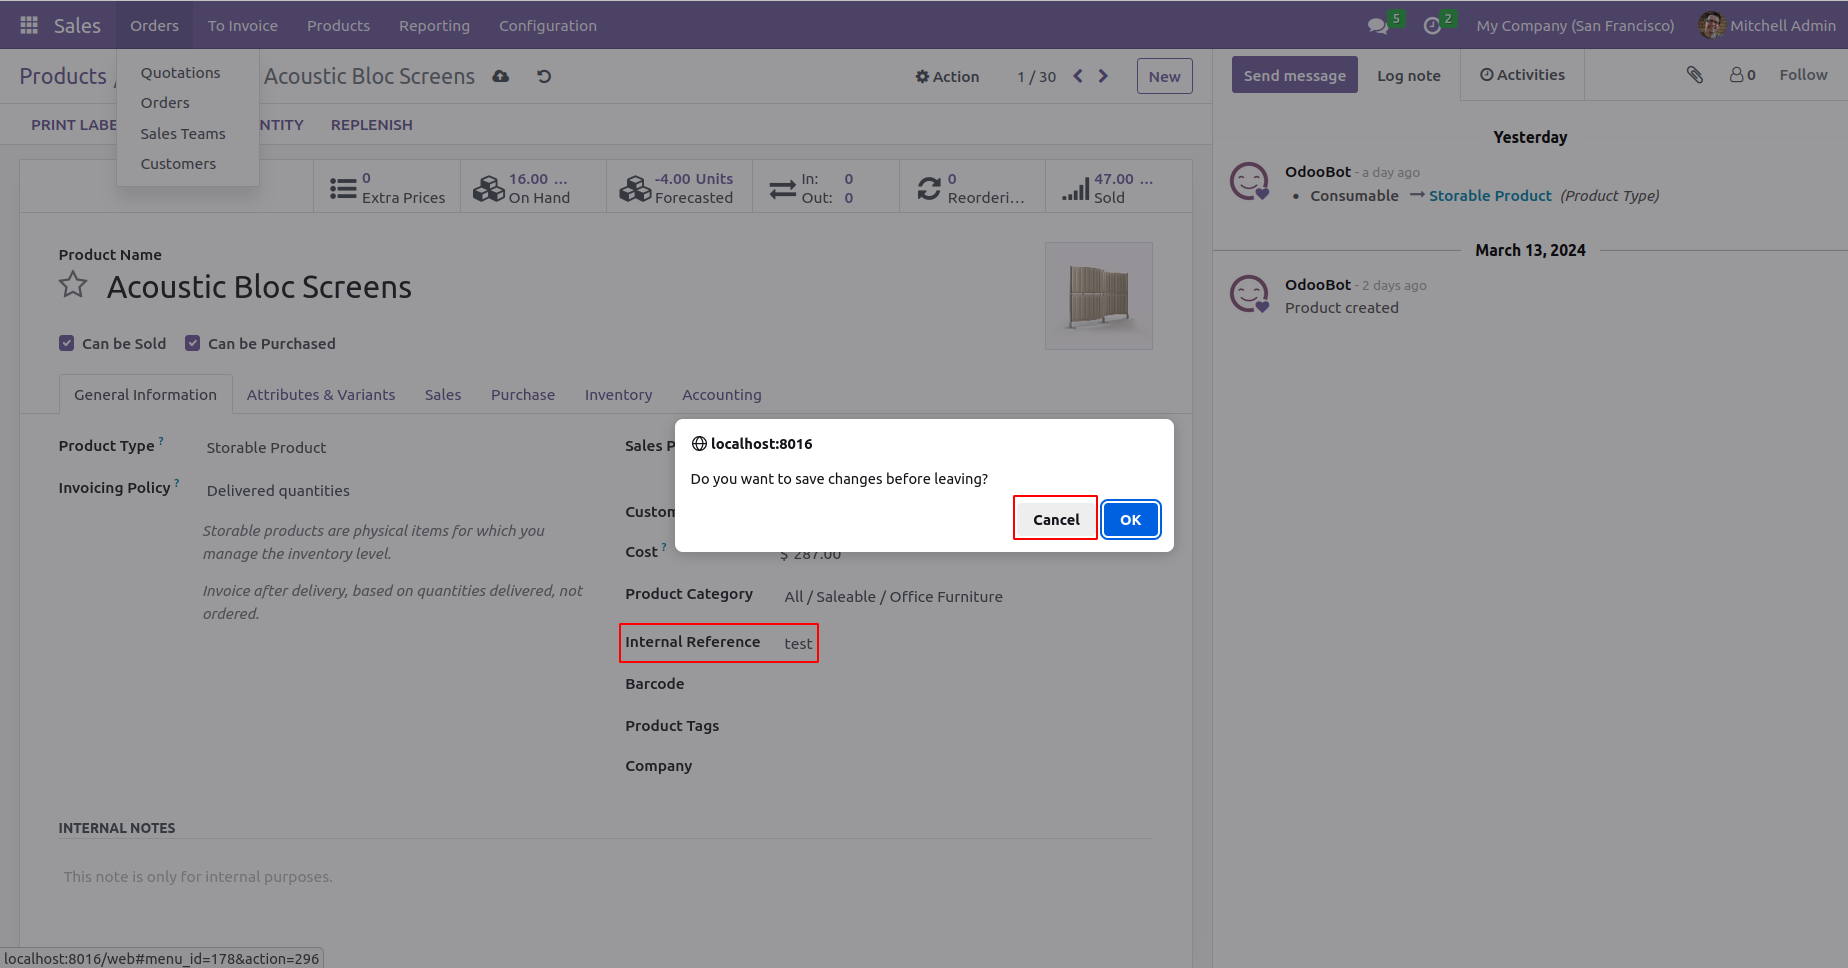 Sales Orders To Invoice Products Reporting Configuration 5 2 My Company (San Francisco) Mitchell Admin
Quotations
Orders
Sales Teams
Customers
Products / Acoustic Bloc Screens Action 1 / 30 New
PRINT LABE NTITY REPLENISH
0
Extra Prices
16.00 ...
On Hand
-4.00 Units
Forecasted
In: 0
Out: 0
0
Reorderi...
47.00 ...
Sold
Product Name
Acoustic Bloc Screens
Can be Sold Can be Purchased
General Information Attributes & Variants Sales Purchase Inventory Accounting
Product Type ? Storable Product
Invoicing Policy ? Delivered quantities
Storable products are physical items for which you
manage the inventory level.
Invoice after delivery, based on quantities delivered, not
ordered.
Sales P
Custom
Cost ? $ 287.00
Product Category All / Saleable / Office Furniture
Internal Reference test
Barcode
Product Tags
Company
INTERNAL NOTES
This note is only for internal purposes.
localhost:8016
Do you want to save changes before leaving?
Cancel OK
Send message Log note Activities 0 Follow
Yesterday
OdooBot - a day ago
• Consumable → Storable Product (Product Type)
March 13, 2024
OdooBot - 2 days ago
Product created
localhost:8016/web#menu_id=178&action=296